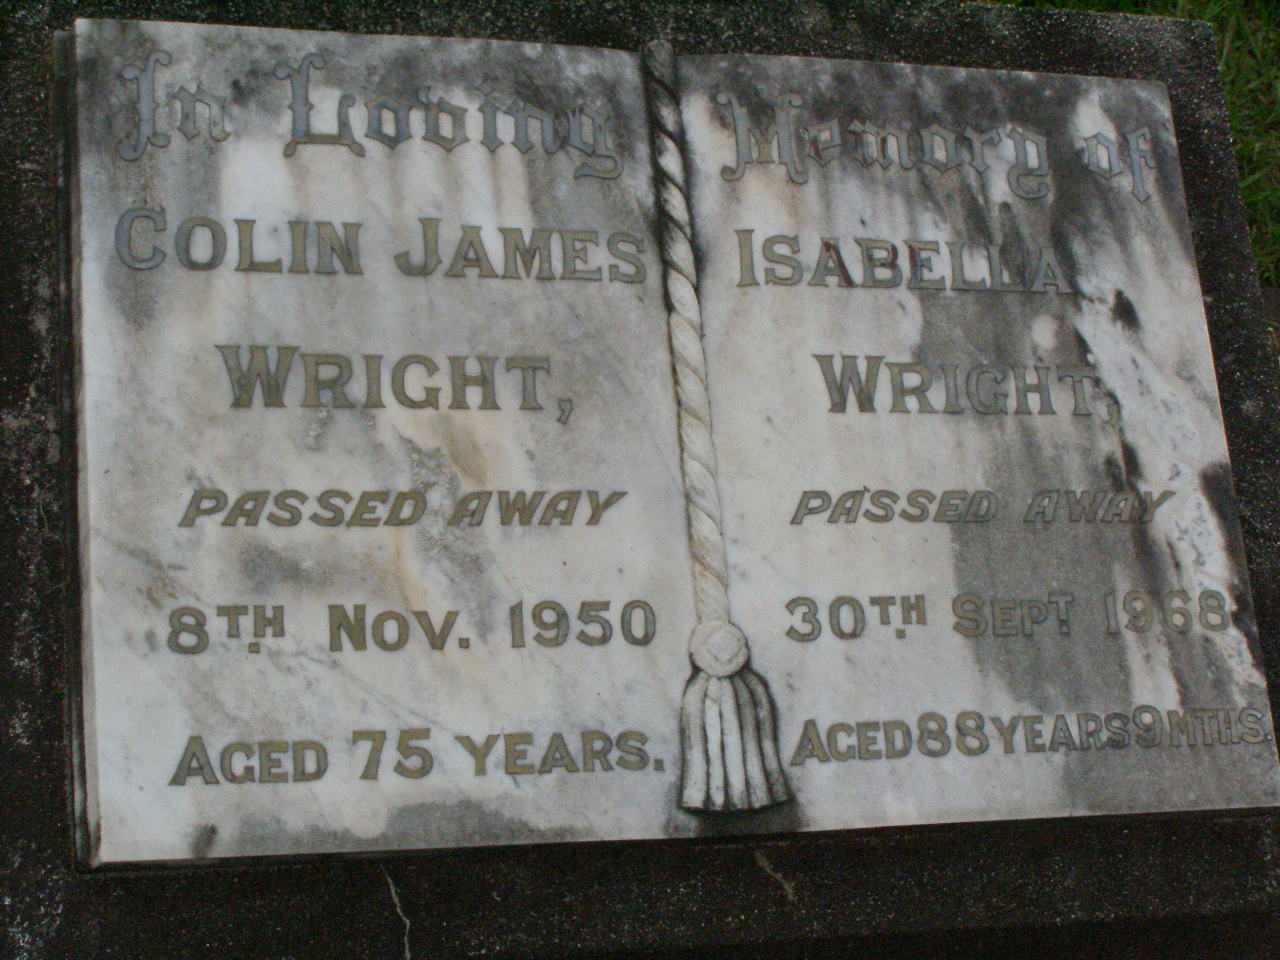 In Loving Memory of
COLIN JAMES
WRIGHT,
PASSED AWAY
8TH. NOV. 1950
AGED 75 YEARS.
ISABELLA
WRIGHT,
PASSED AWAY
30TH. SEPT. 1968
AGED 88 YEARS 9 MTHS.